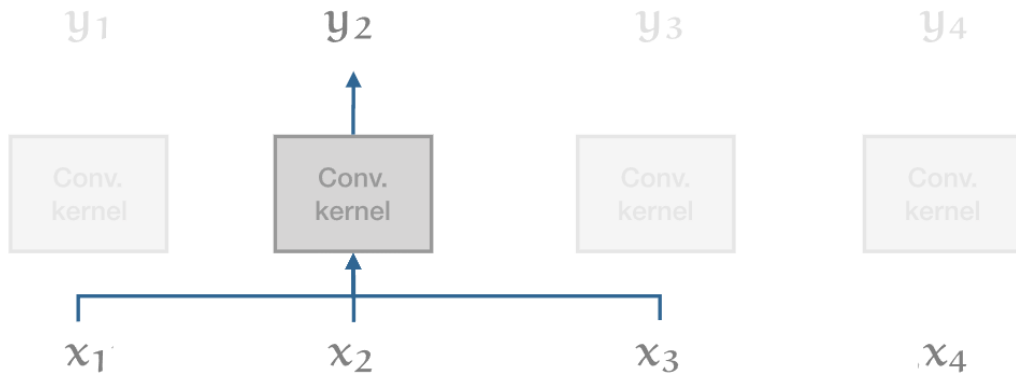 y1 y2 y3 y4
Conv. kernel Conv. kernel Conv. kernel Conv. kernel
x1 x2 x3 x4